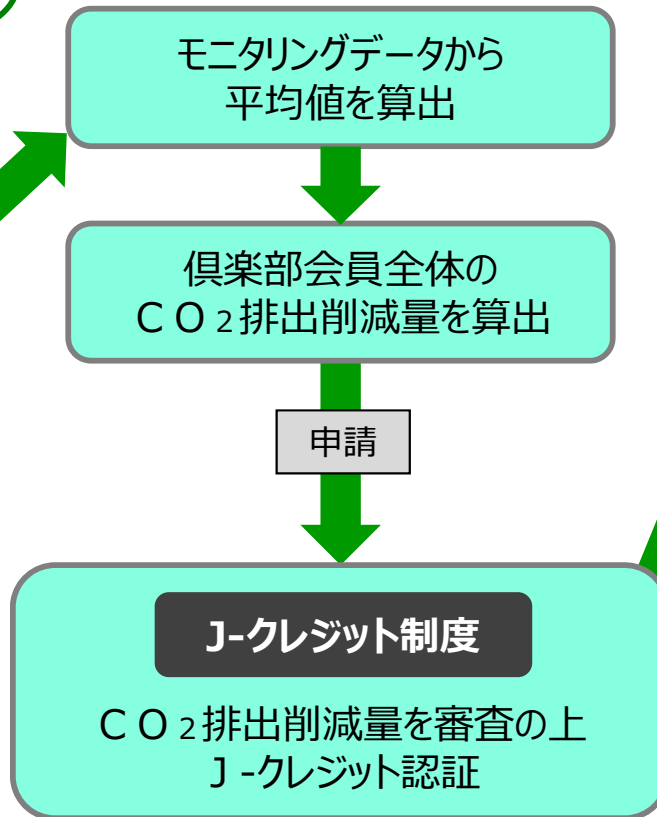 モニタリングデータから
平均値を算出
倶楽部会員全体の
ＣＯ２排出削減量を算出
申請
J-クレジット制度
ＣＯ２排出削減量を審査の上
Ｊ-クレジット認証